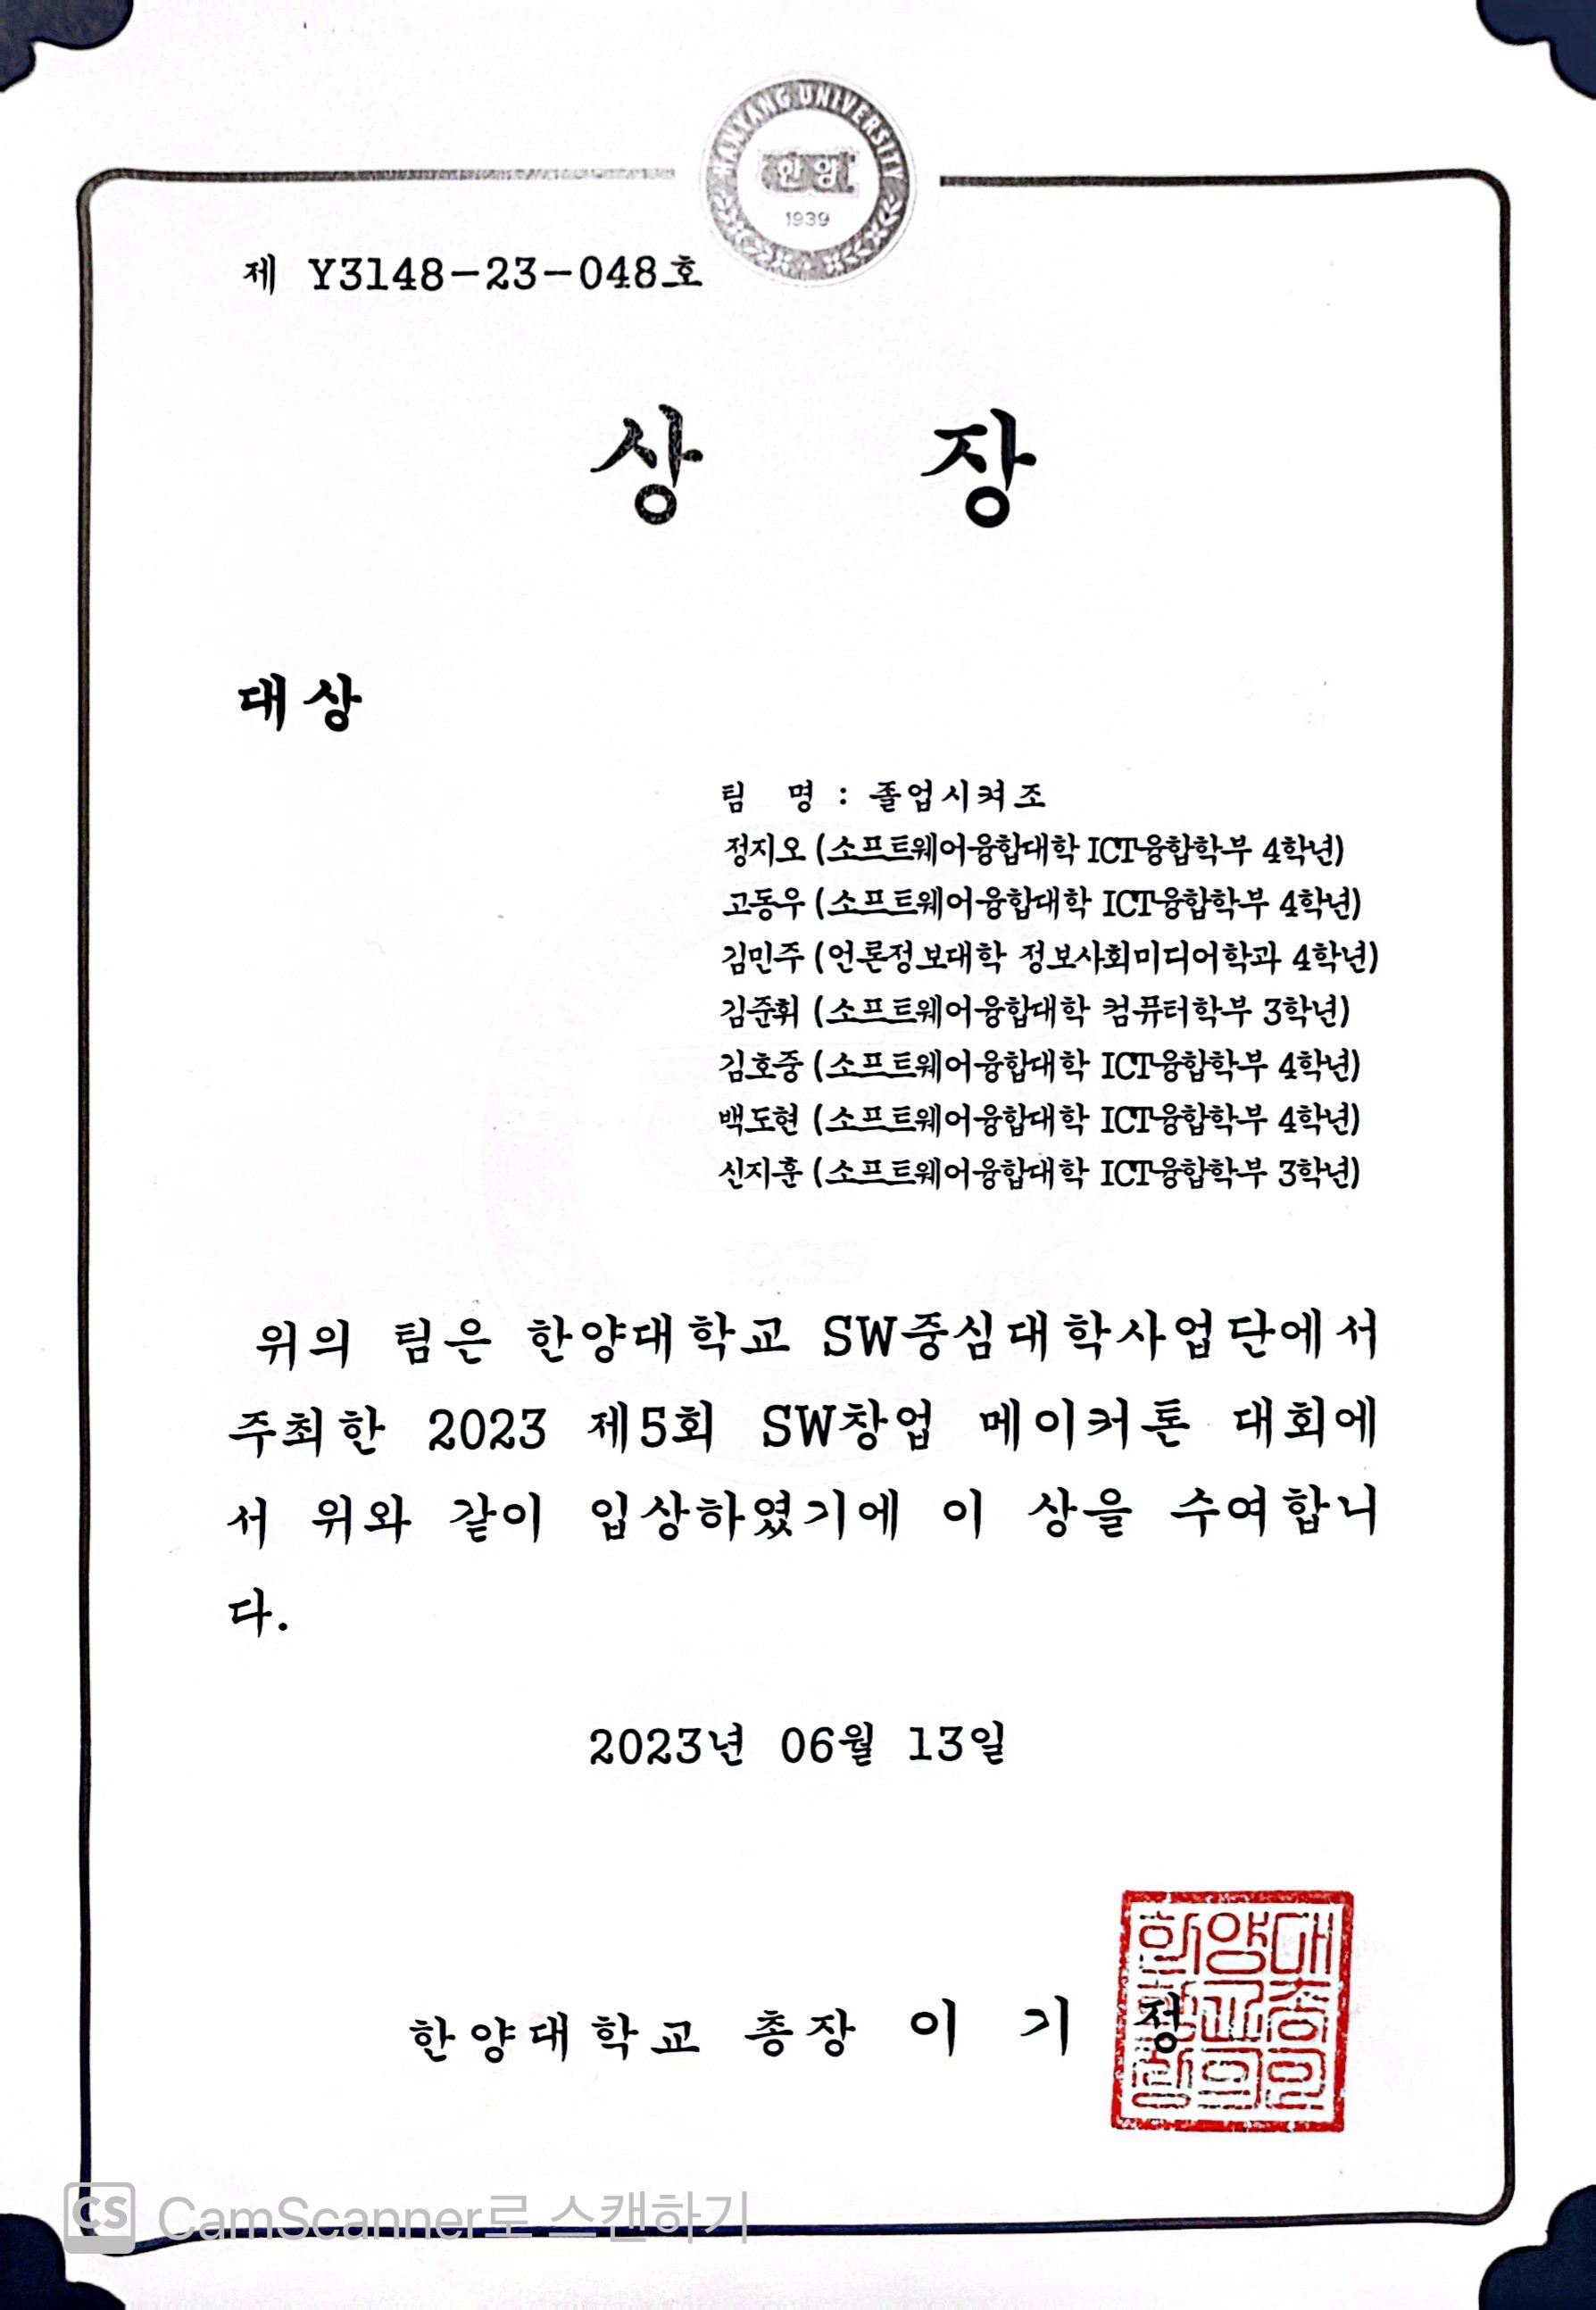 HANYANG UNIVERSITY
한양
1939
제 Y3148-23-048호
상 장
대상
팀 명 : 졸업시켜조
정지오 (소프트웨어융합대학 ICT융합학부 4학년)
고동우 (소프트웨어융합대학 ICT융합학부 4학년)
김민주 (언론정보대학 정보사회미디어학과 4학년)
김준휘 (소프트웨어융합대학 컴퓨터학부 3학년)
김호중 (소프트웨어융합대학 ICT융합학부 4학년)
백도현 (소프트웨어융합대학 ICT융합학부 4학년)
신지훈 (소프트웨어융합대학 ICT융합학부 3학년)
1939
위의 팀은 한양대학교 SW중심대학사업단에서
주최한 2023 제5회 SW창업 메이커톤 대회에
서 위와 같이 입상하였기에 이 상을 수여합니
다.
2023년 06월 13일
한양대학교 총장 이 기 정
한양대
학교총
장의인
CS CamScanner로 스캔하기